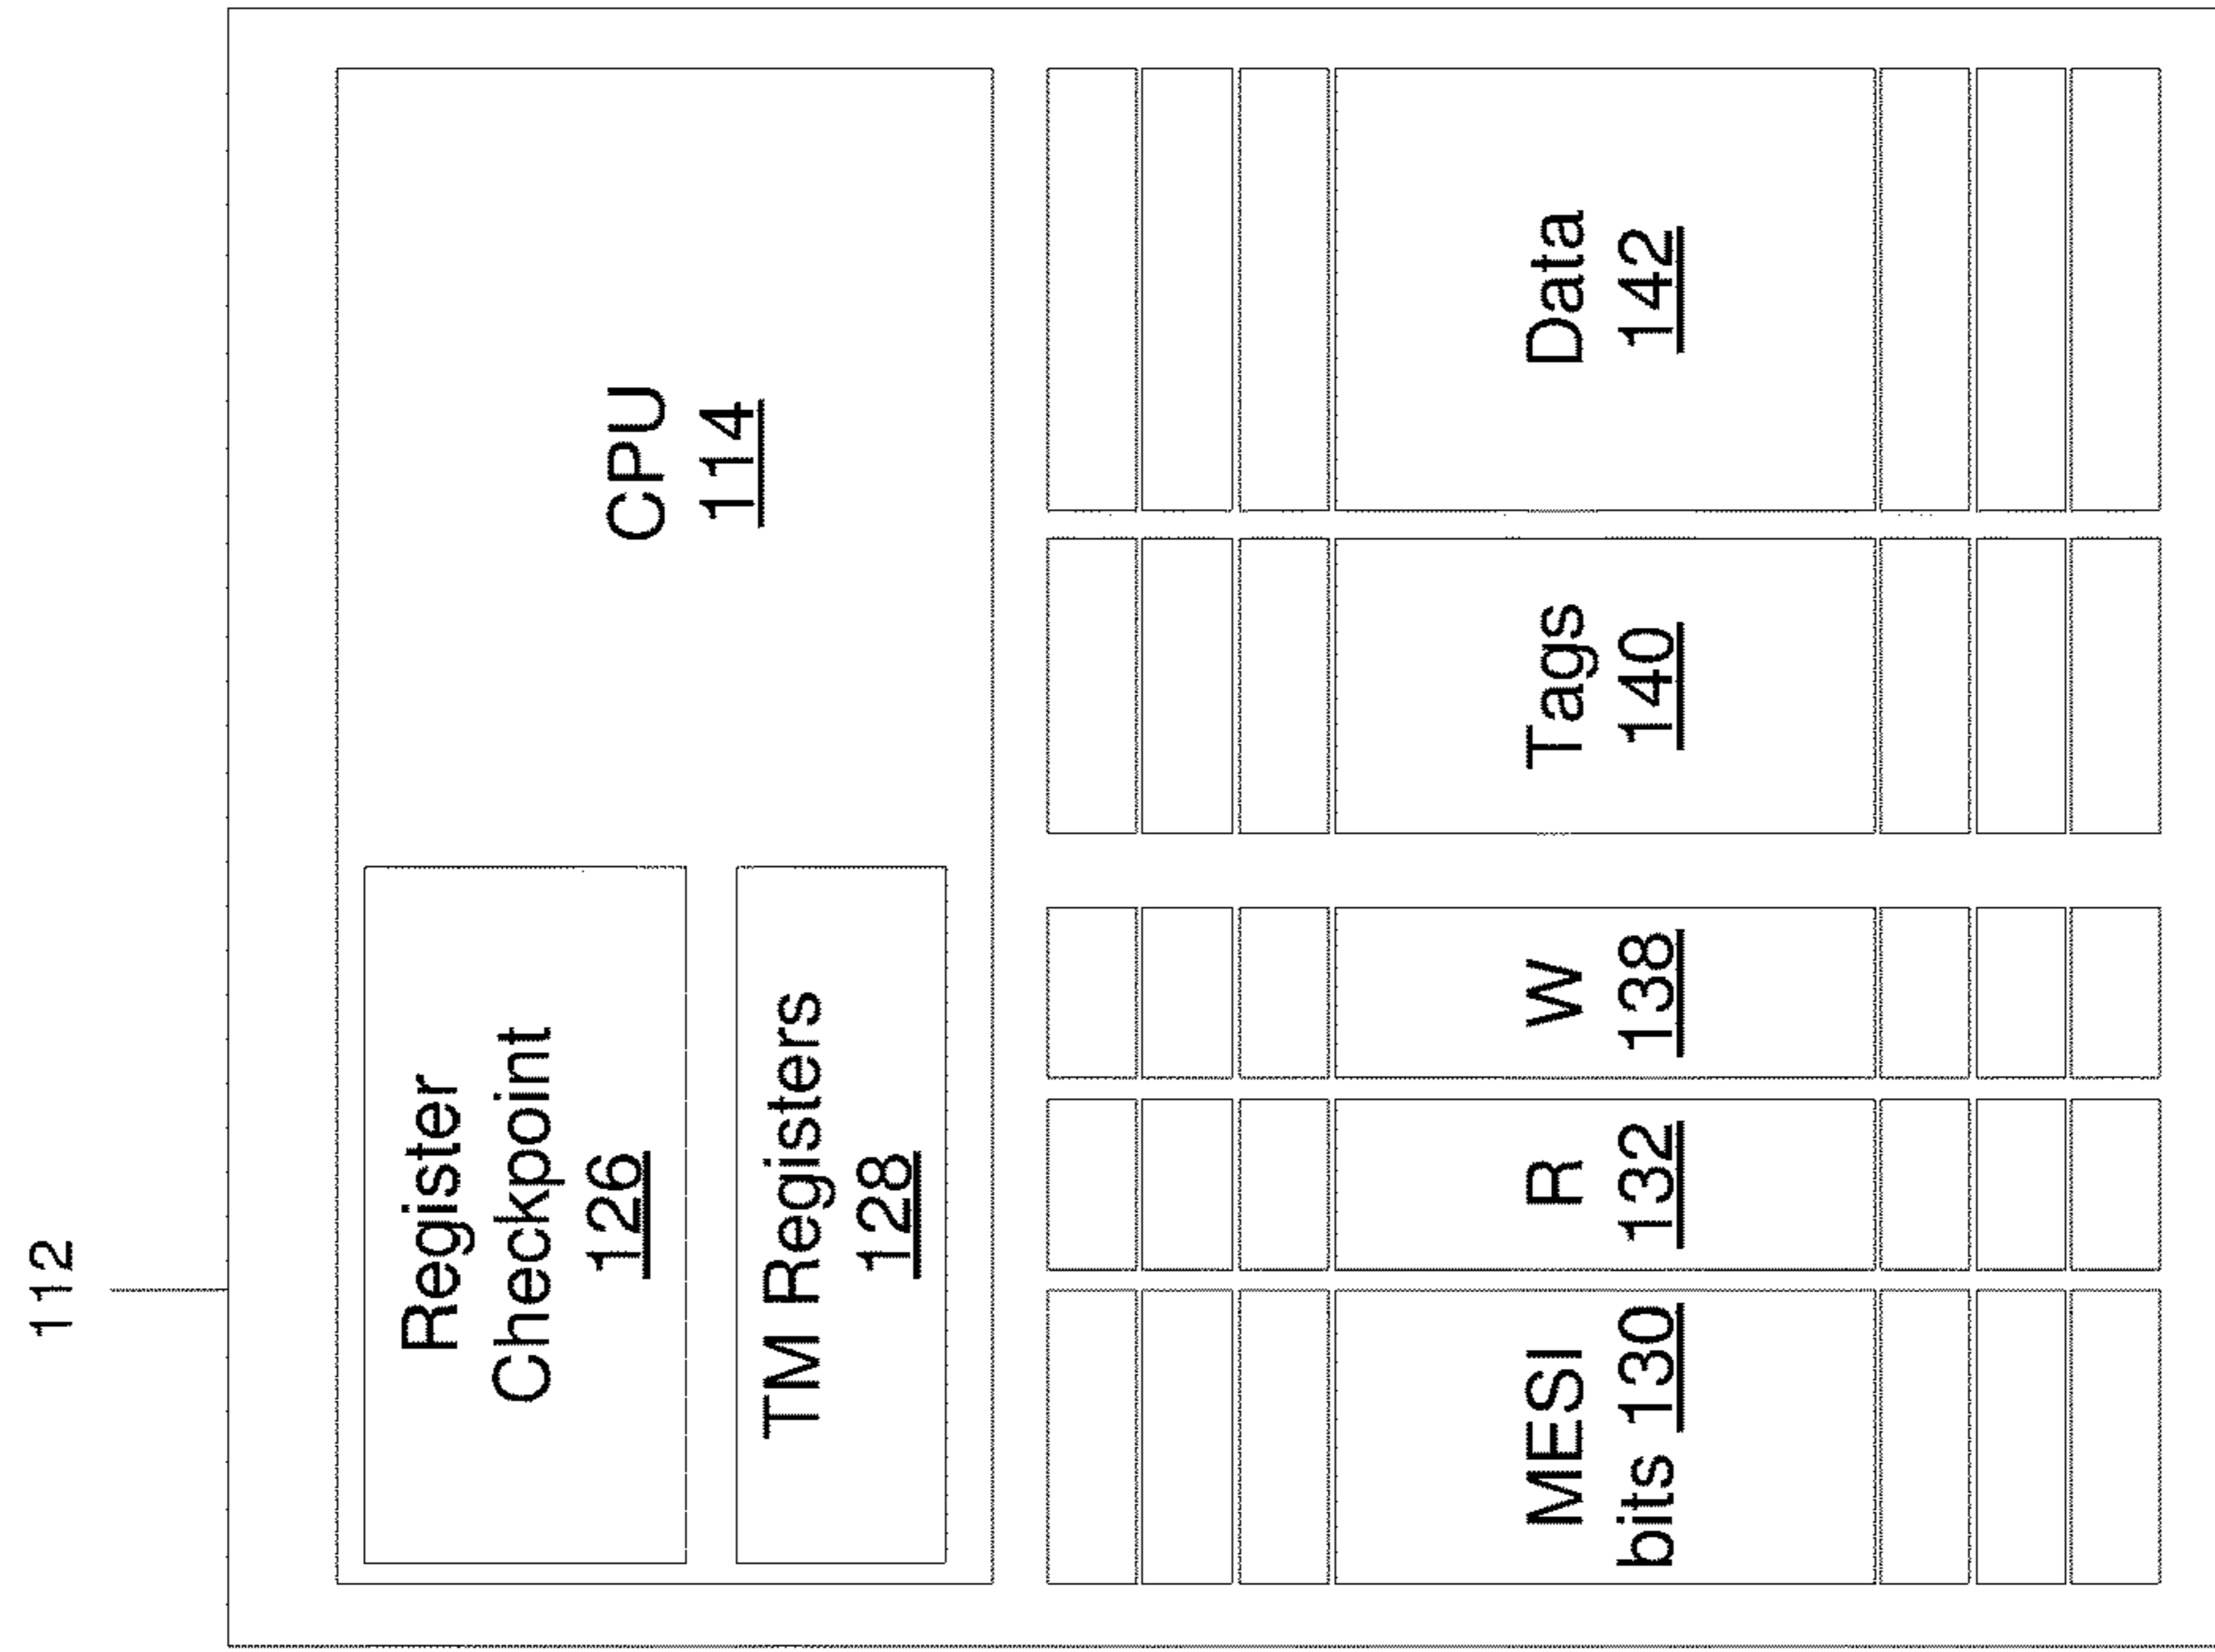 112
Register
Checkpoint
126
CPU
114
TM Registers
128
MESI
bits 130
R
132
W
138
Tags
140
Data
142